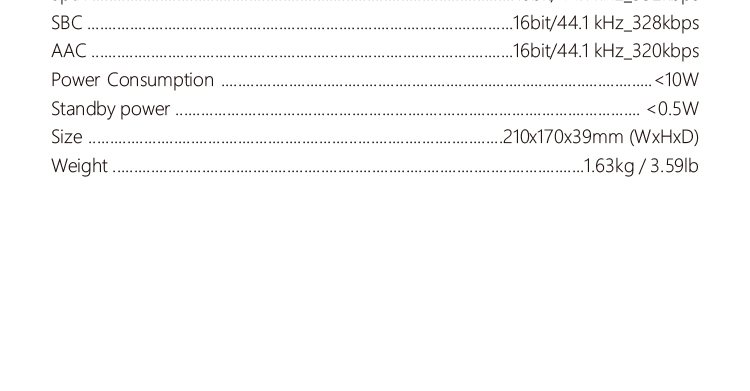 SBC ........................................................................................................16bit/44.1 kHz_328kbps
AAC .......................................................................................................16bit/44.1 kHz_320kbps
Power Consumption .........................................................................................................<10W
Standby power ................................................................................................................. <0.5W
Size ......................................................................................................210x170x39mm (WxHxD)
Weight ...................................................................................................................1.63kg / 3.59lb